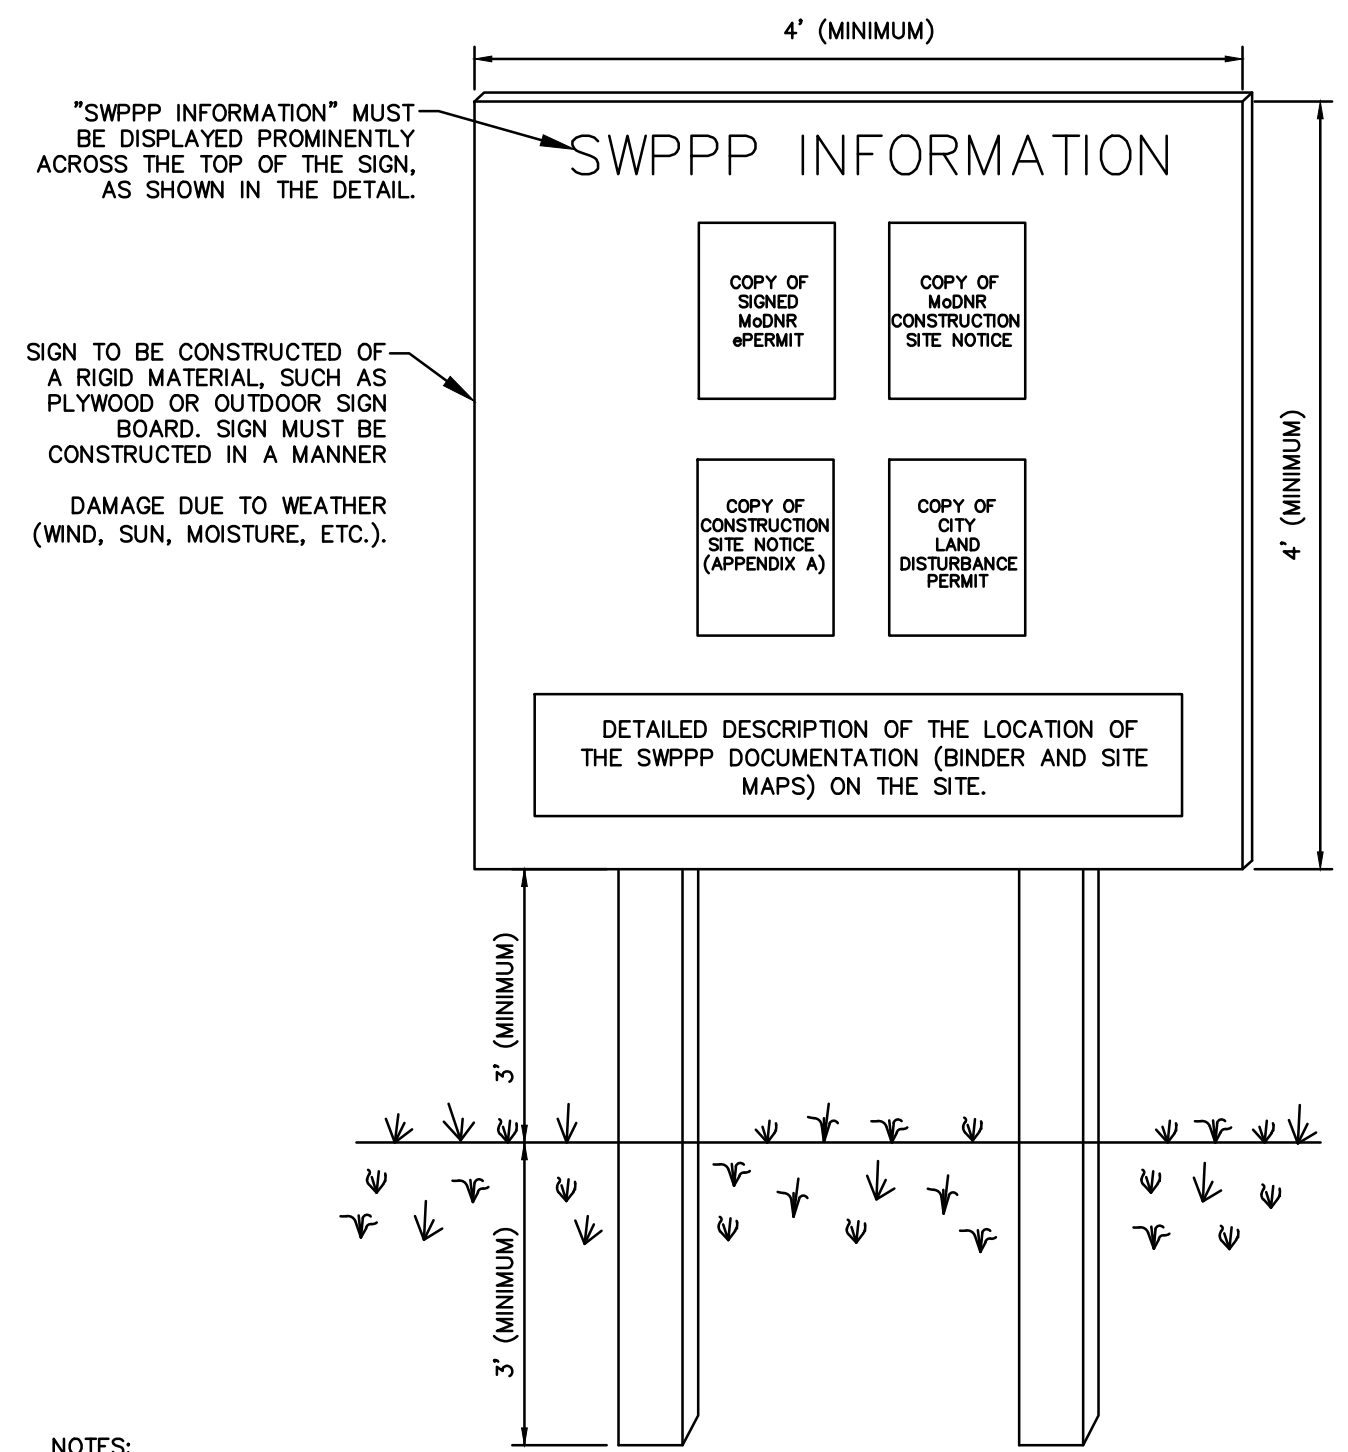 4' (MINIMUM)
"SWPPP INFORMATION" MUST
BE DISPLAYED PROMINENTLY
ACROSS THE TOP OF THE SIGN,
AS SHOWN IN THE DETAIL.
SWPPP INFORMATION
COPY OF
SIGNED
MoDNR
ePERMIT
COPY OF
MoDNR
CONSTRUCTION
SITE NOTICE
SIGN TO BE CONSTRUCTED OF
A RIGID MATERIAL, SUCH AS
PLYWOOD OR OUTDOOR SIGN
BOARD. SIGN MUST BE
CONSTRUCTED IN A MANNER
DAMAGE DUE TO WEATHER
(WIND, SUN, MOISTURE, ETC.).
4' (MINIMUM)
COPY OF
CONSTRUCTION
SITE NOTICE
(APPENDIX A)
COPY OF
CITY
LAND
DISTURBANCE
PERMIT
DETAILED DESCRIPTION OF THE LOCATION OF
THE SWPPP DOCUMENTATION (BINDER AND SITE
MAPS) ON THE SITE.
3' (MINIMUM)
3' (MINIMUM)
NOTES: